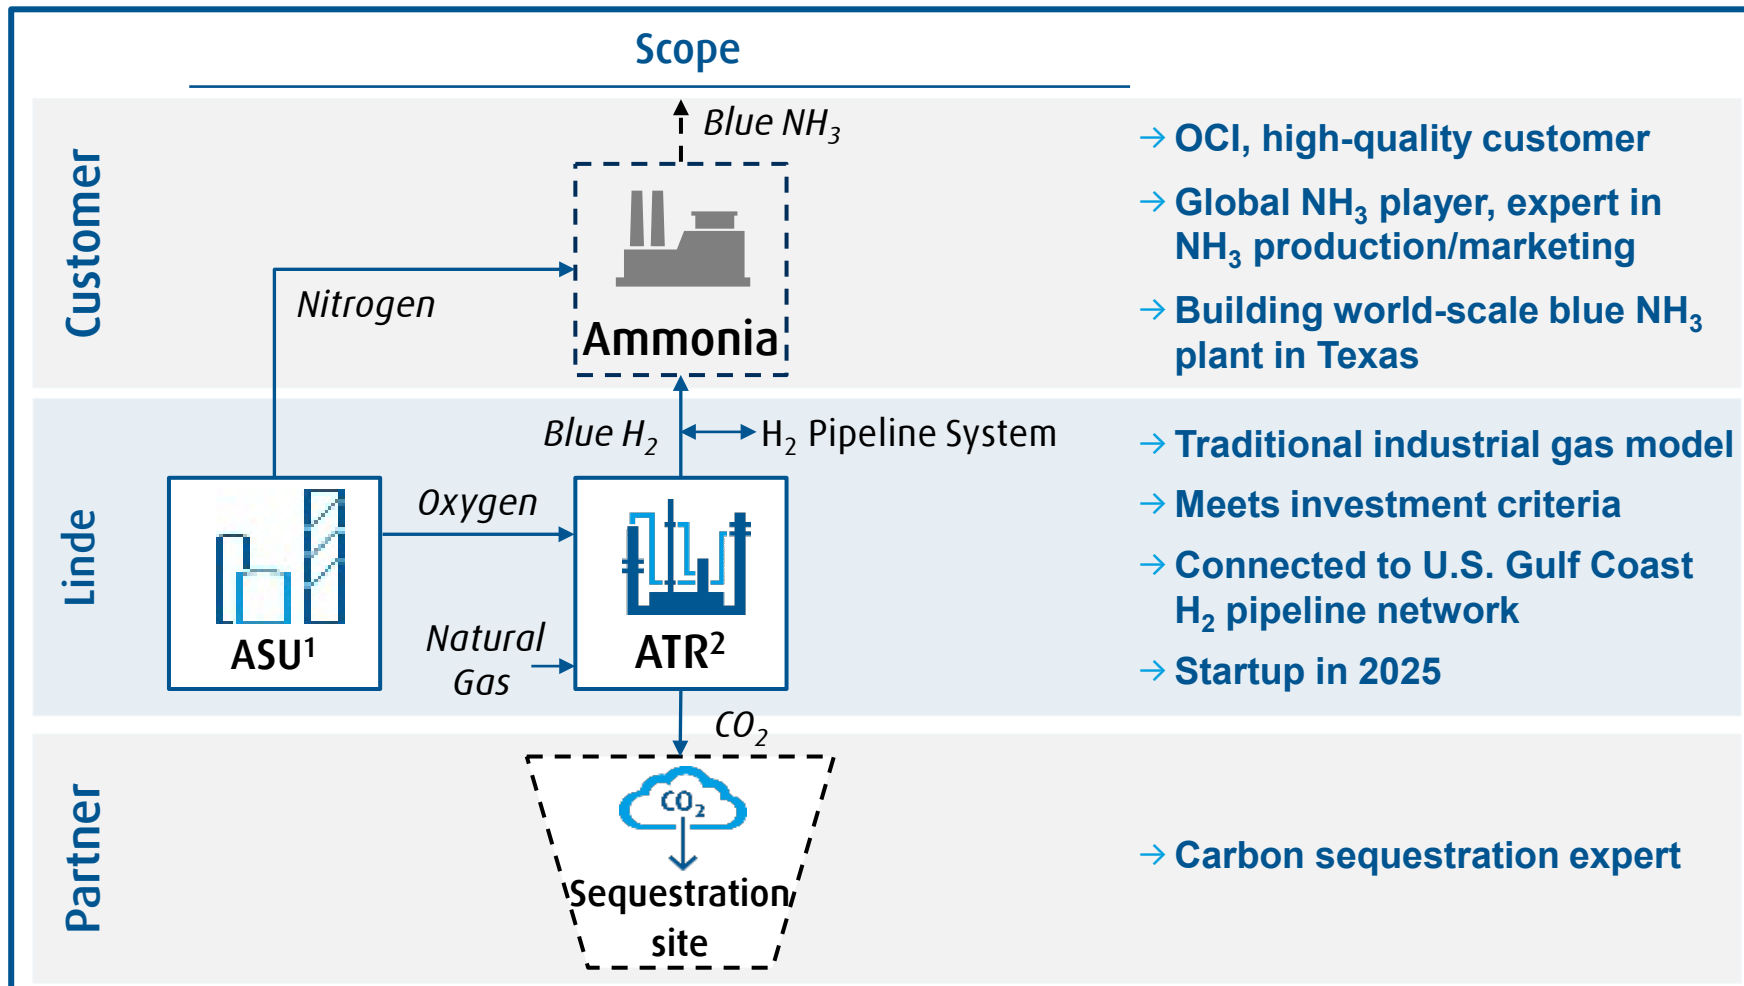 Scope
Customer
Blue NH₃
Nitrogen
Ammonia
→ OCI, high-quality customer
→ Global NH₃ player, expert in
NH₃ production/marketing
→ Building world-scale blue NH₃
plant in Texas
Linde
Blue H₂
H₂ Pipeline System
Oxygen
ASU¹
Natural
Gas
ATR²
→ Traditional industrial gas model
→ Meets investment criteria
→ Connected to U.S. Gulf Coast
H₂ pipeline network
→ Startup in 2025
Partner
CO₂
CO₂
Sequestration
site
→ Carbon sequestration expert